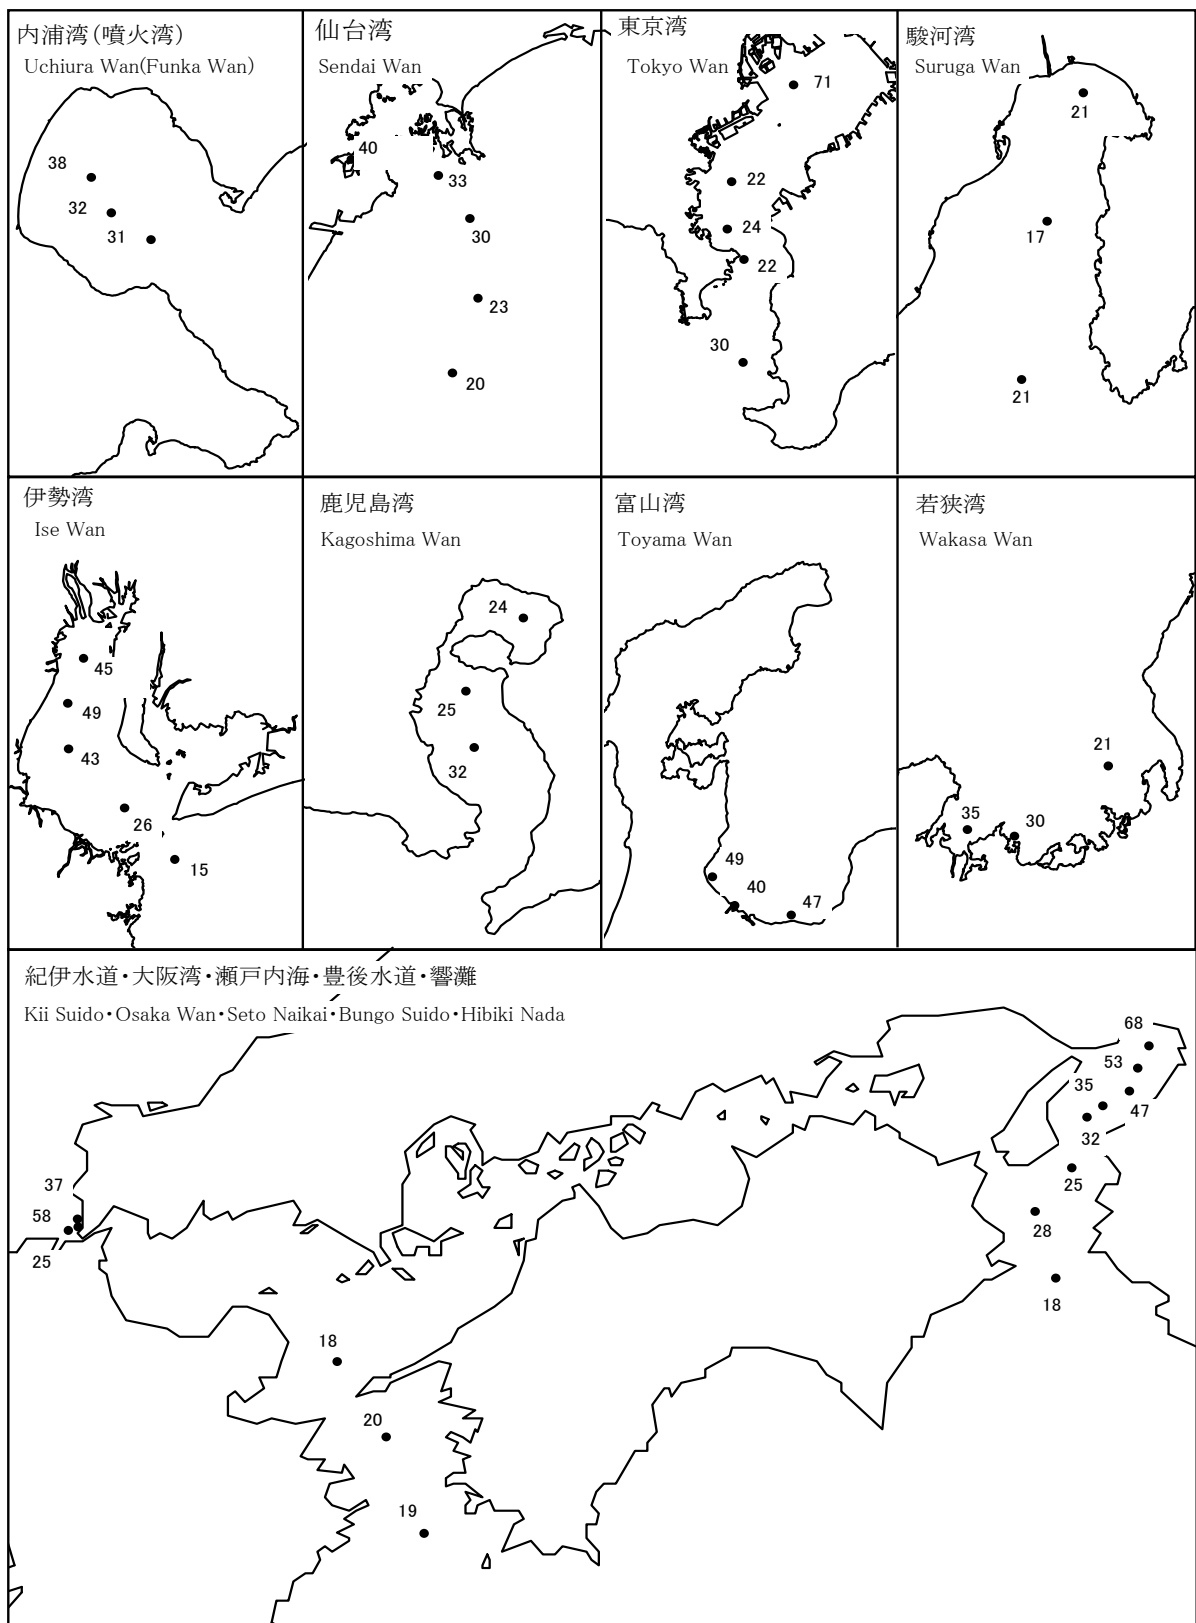 内浦湾(噴火湾)
Uchiura Wan(Funka Wan)
38
32
31
仙台湾
Sendai Wan
40
33
30
23
20
東京湾
Tokyo Wan
71
22
24
22
30
駿河湾
Suruga Wan
21
17
21
伊勢湾
Ise Wan
45
49
43
26
15
鹿児島湾
Kagoshima Wan
24
25
32
富山湾
Toyama Wan
49
40
47
若狭湾
Wakasa Wan
21
35
30
紀伊水道・大阪湾・瀬戸内海・豊後水道・響灘
Kii Suido・Osaka Wan・Seto Naikai・Bungo Suido・Hibiki Nada
68
53
35
47
32
25
28
18
37
58
25
18
20
19